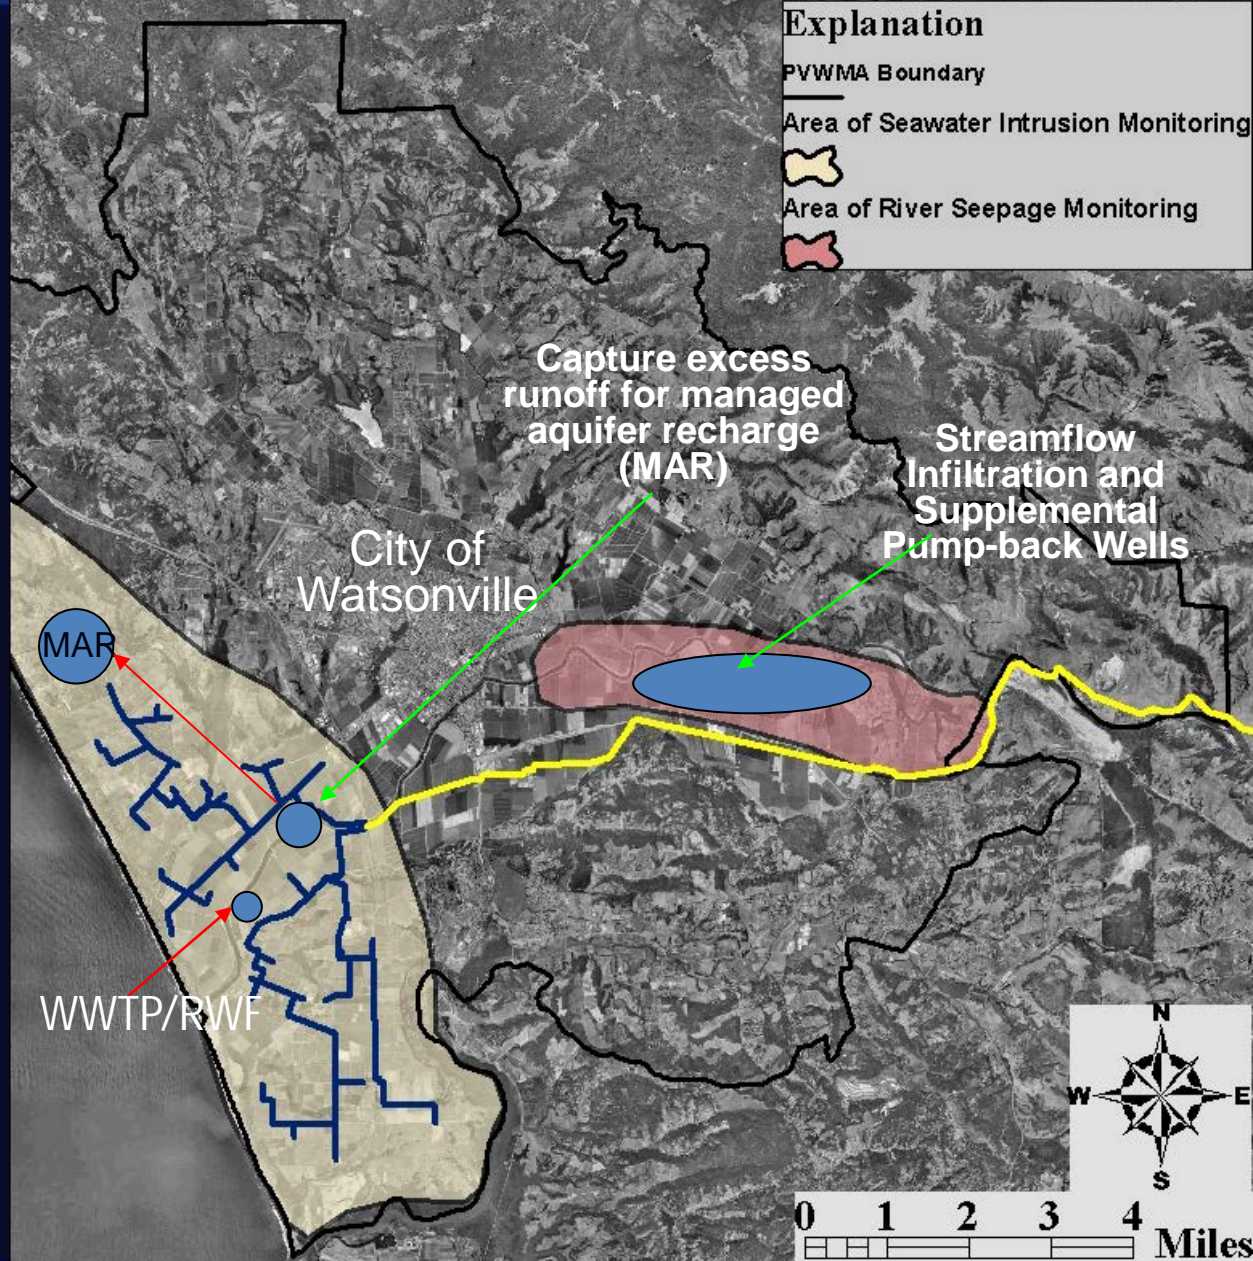 Explanation
PVWMA Boundary
Area of Seawater Intrusion Monitoring
Area of River Seepage Monitoring
Capture excess
runoff for managed
aquifer recharge
(MAR)
Streamflow
Infiltration and
Supplemental
Pump-back Wells
City of
Watsonville
MAR
WWTP/RWF
N
W
E
S
0 1 2 3 4
Miles